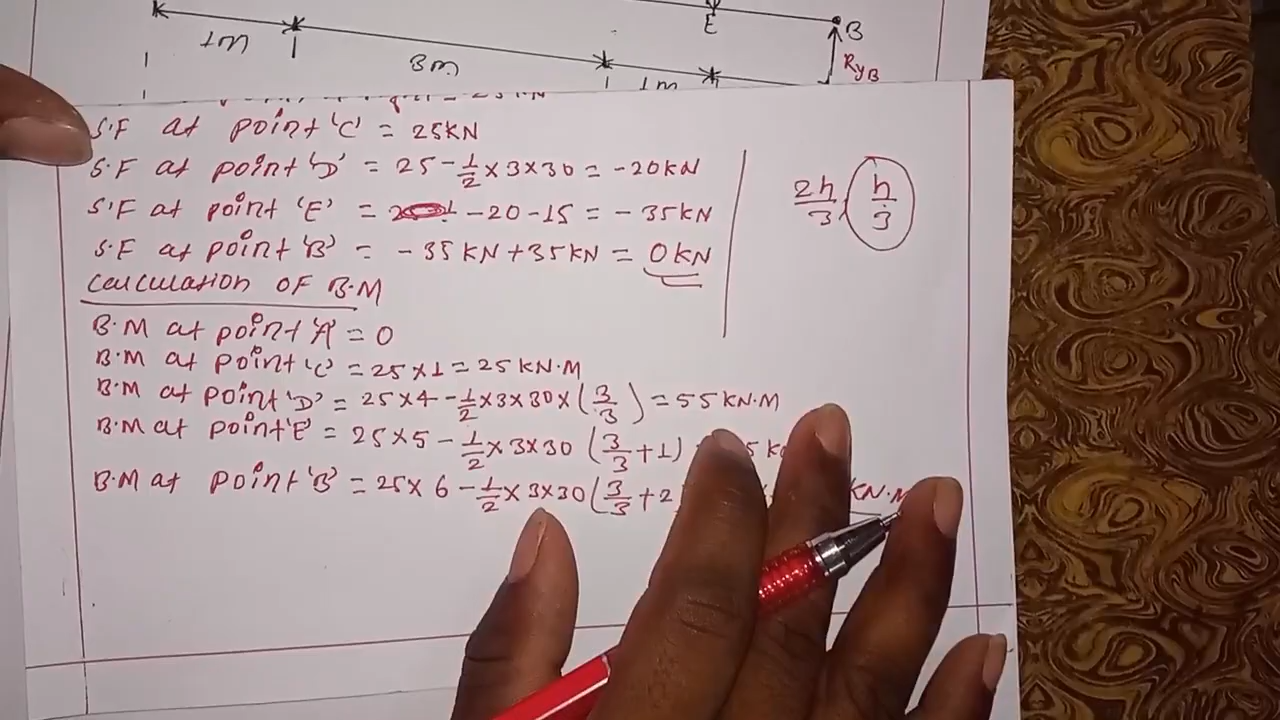 E
B
1m
3m
1m
RyB
S.F at point 'C' = 25KN
S.F at point 'D' = 25 - 1/2 × 3 × 30 = -20KN
S.F at point 'E' = -20 - 15 = -35KN
S.F at point 'B' = -35KN + 35KN = 0KN
2h/3, h/3
Calculation OF B.M
B.M at point 'A' = 0
B.M at point 'C' = 25 × 1 = 25 KN.M
B.M at point 'D' = 25 × 4 - 1/2 × 3 × 30 × (3/3) = 55 KN.M
B.M at point 'E' = 25 × 5 - 1/2 × 3 × 30 (3/3 + 1)
B.M at point 'B' = 25 × 6 - 1/2 × 3 × 30 (3/3 + 2 KN.M